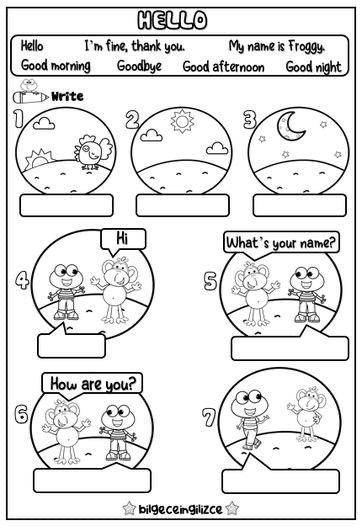 HELLO
Hello I'm fine, thank you. My name is Froggy.
Good morning Goodbye Good afternoon Good night
Write
1 2 3
Hi
4
What's your name?
5
How are you?
6
7
bilgeceingilizce